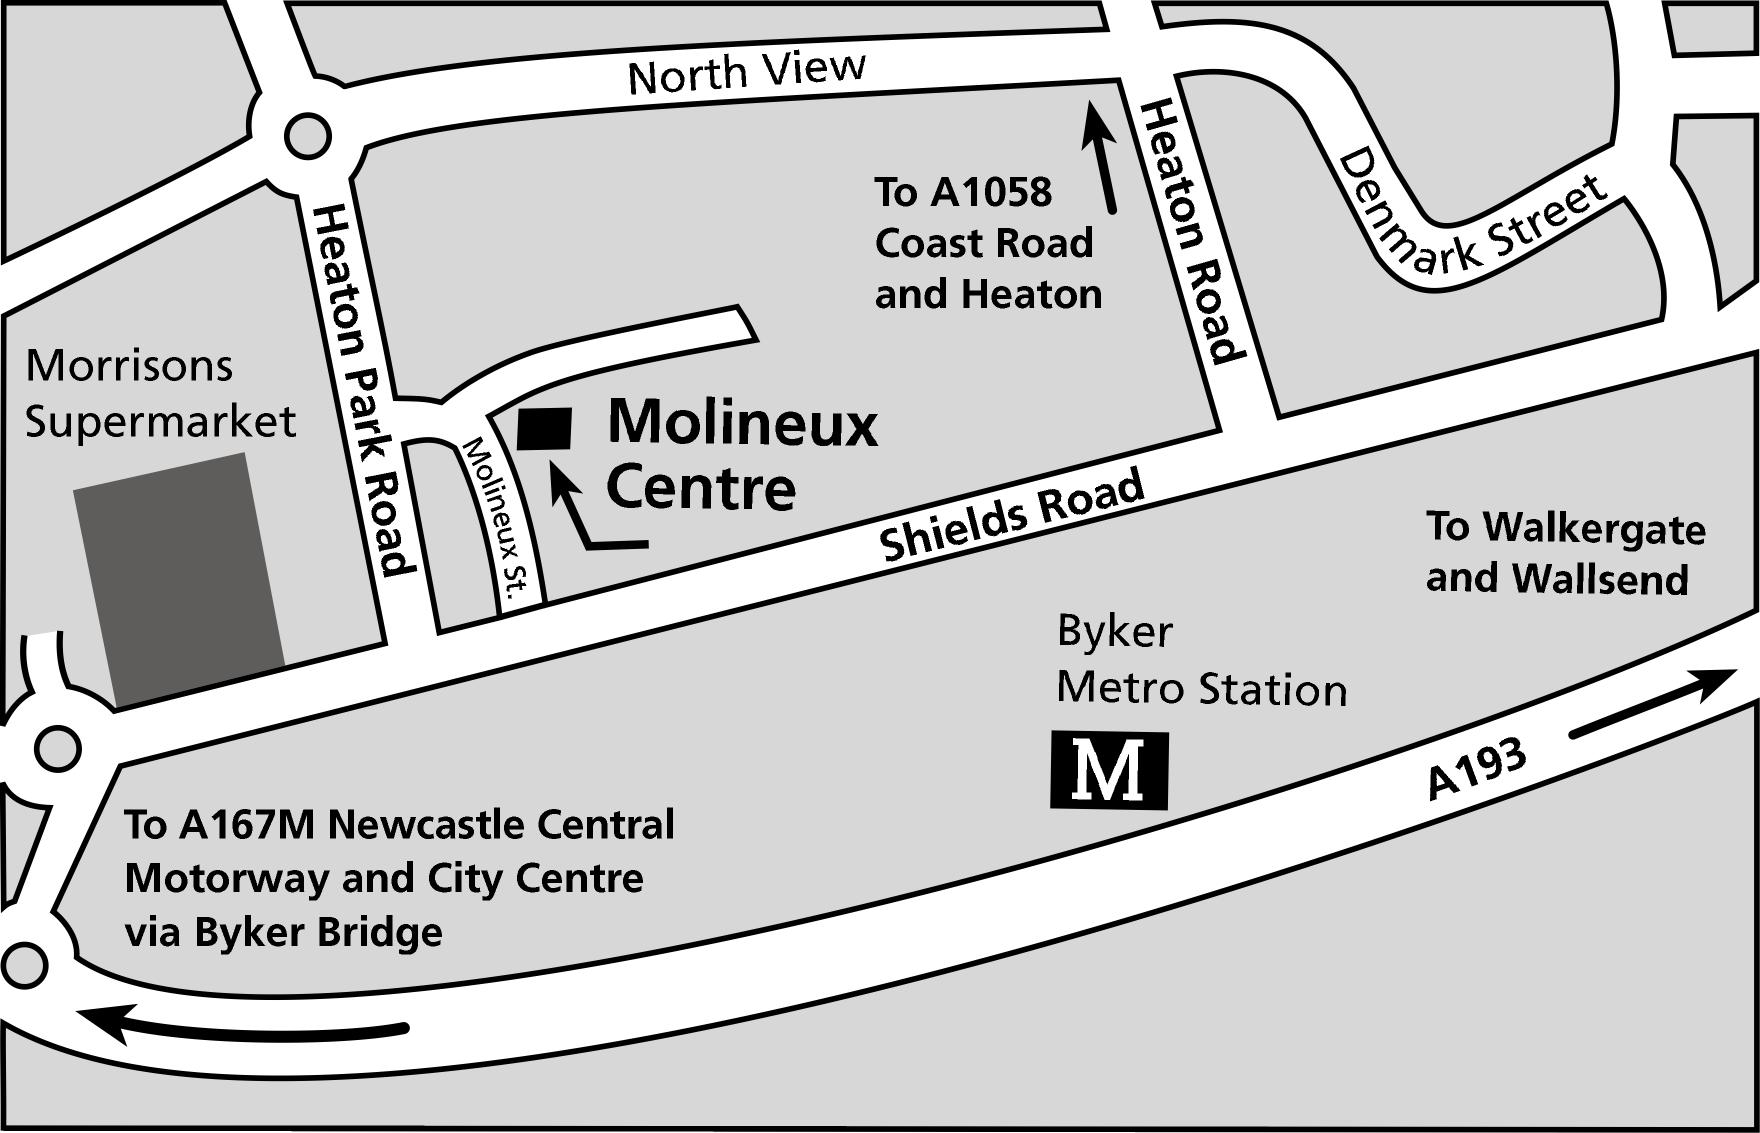 North View
Heaton Road
Denmark Street
To A1058
Coast Road
and Heaton
Heaton Park Road
Morrisons
Supermarket
Molineux
Centre
Molineux St.
Shields Road
To Walkergate
and Wallsend
Byker
Metro Station
M
A193
To A167M Newcastle Central
Motorway and City Centre
via Byker Bridge